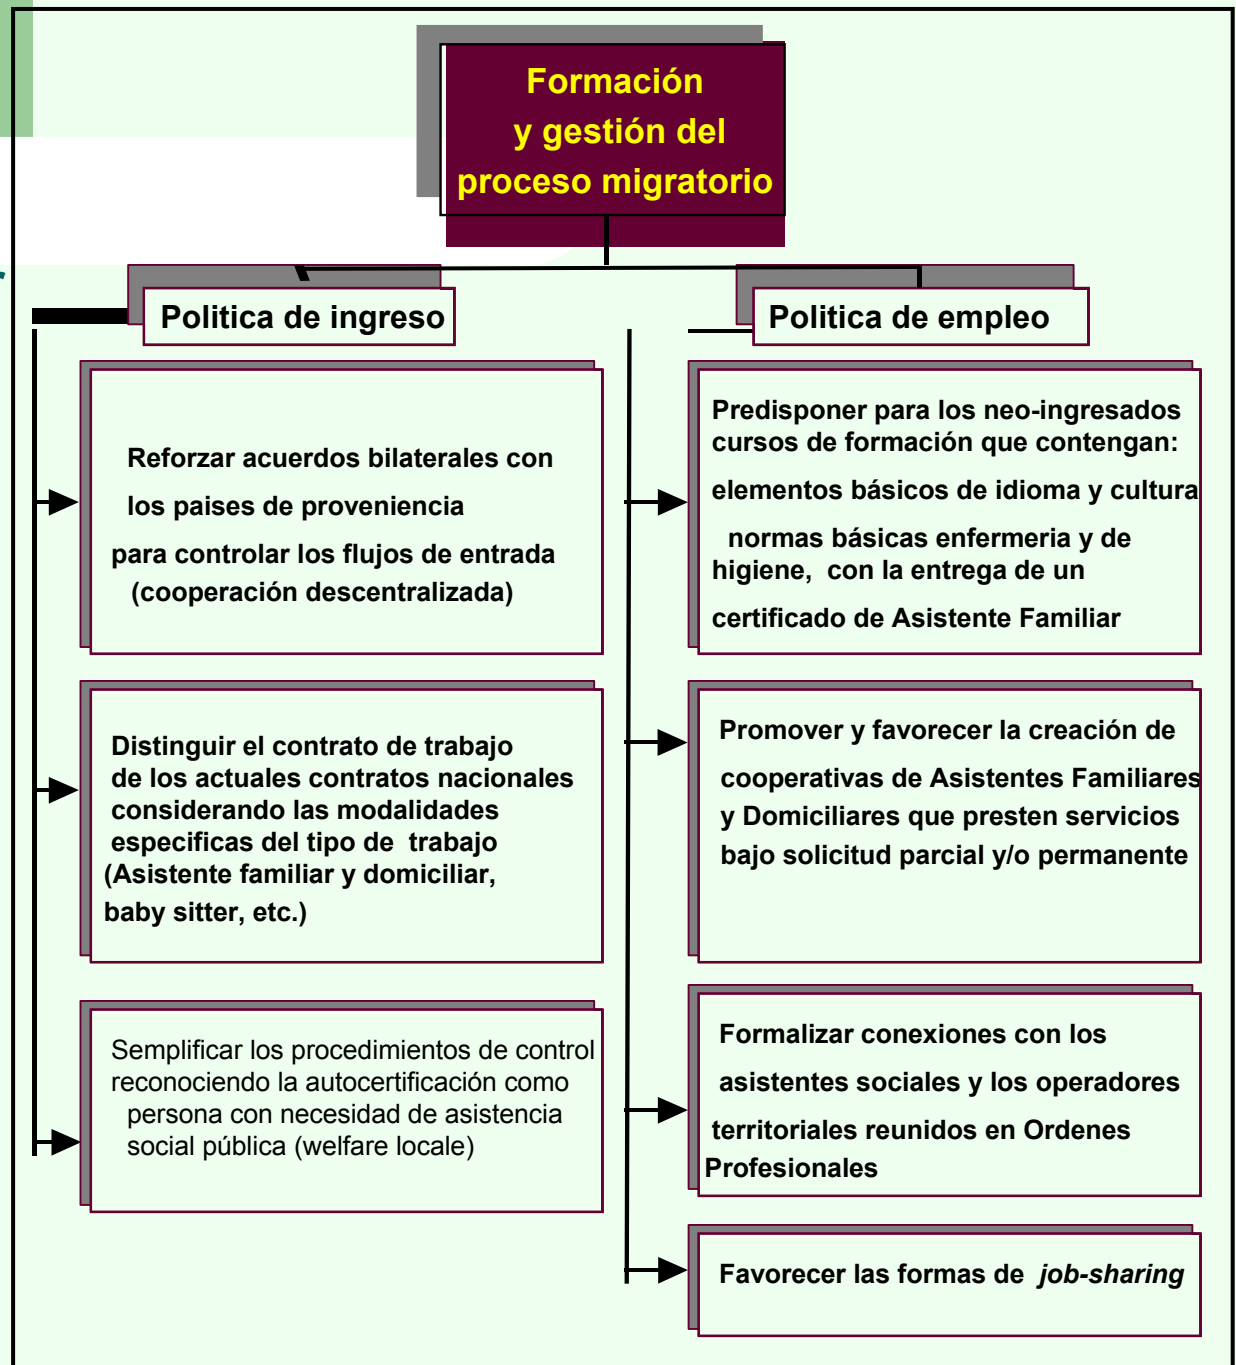 Formación
y gestión del
proceso migratorio
Politica de ingreso
Reforzar acuerdos bilaterales con
los paises de proveniencia
para controlar los flujos de entrada
(cooperación descentralizada)
Distinguir el contrato de trabajo
de los actuales contratos nacionales
considerando las modalidades
especificas del tipo de trabajo
(Asistente familiar y domiciliar,
baby sitter, etc.)
Semplificar los procedimientos de control
reconociendo la autocertificación como
persona con necesidad de asistencia
social pública (welfare locale)
Politica de empleo
Predisponer para los neo-ingresados
cursos de formación que contengan:
elementos básicos de idioma y cultura
normas básicas enfermeria y de
higiene, con la entrega de un
certificado de Asistente Familiar
Promover y favorecer la creación de
cooperativas de Asistentes Familiares
y Domiciliares que presten servicios
bajo solicitud parcial y/o permanente
Formalizar conexiones con los
asistentes sociales y los operadores
territoriales reunidos en Ordenes
Profesionales
Favorecer las formas de job-sharing